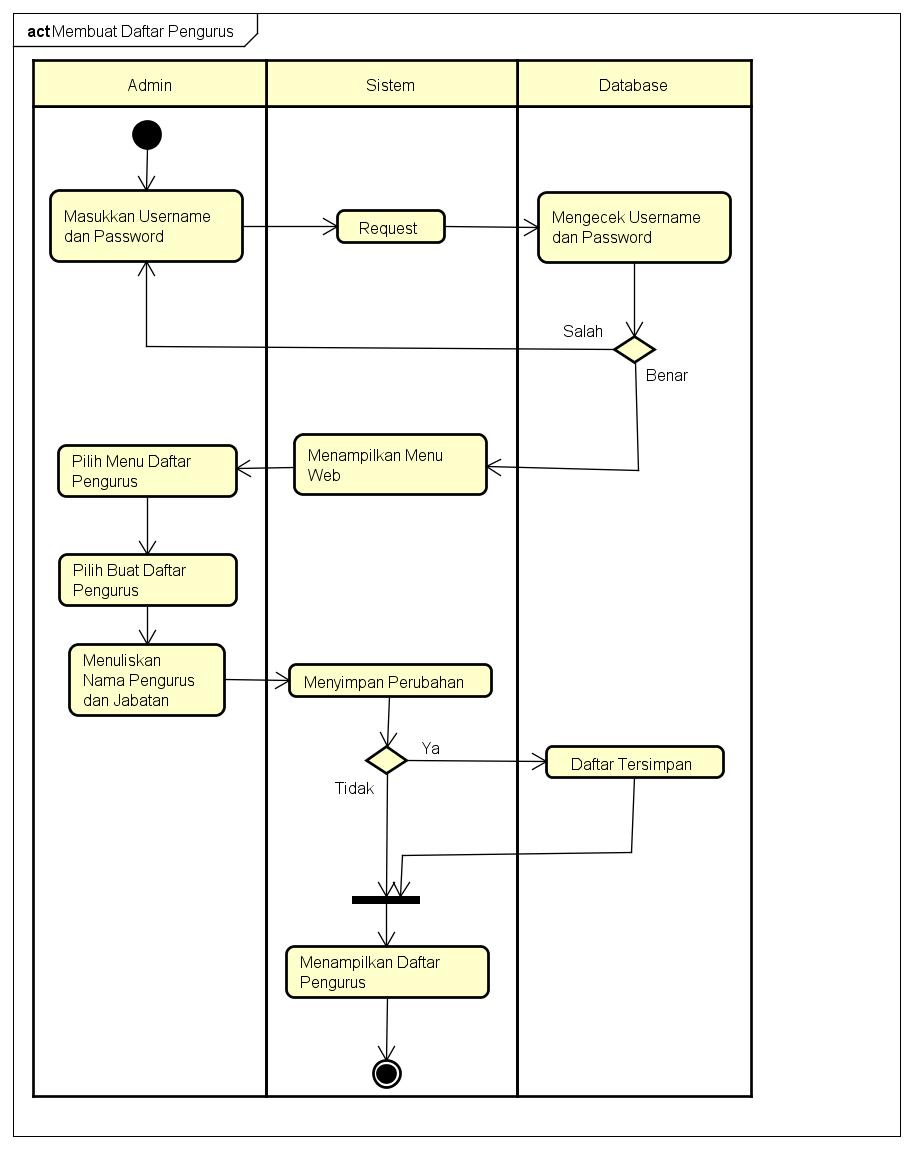 act Membuat Daftar Pengurus
Admin
Sistem
Database
Masukkan Username
dan Password
Request
Mengecek Username
dan Password
Salah
Benar
Menampilkan Menu
Web
Pilih Menu Daftar
Pengurus
Pilih Buat Daftar
Pengurus
Menuliskan
Nama Pengurus
dan Jabatan
Menyimpan Perubahan
Ya
Tidak
Daftar Tersimpan
Menampilkan Daftar
Pengurus